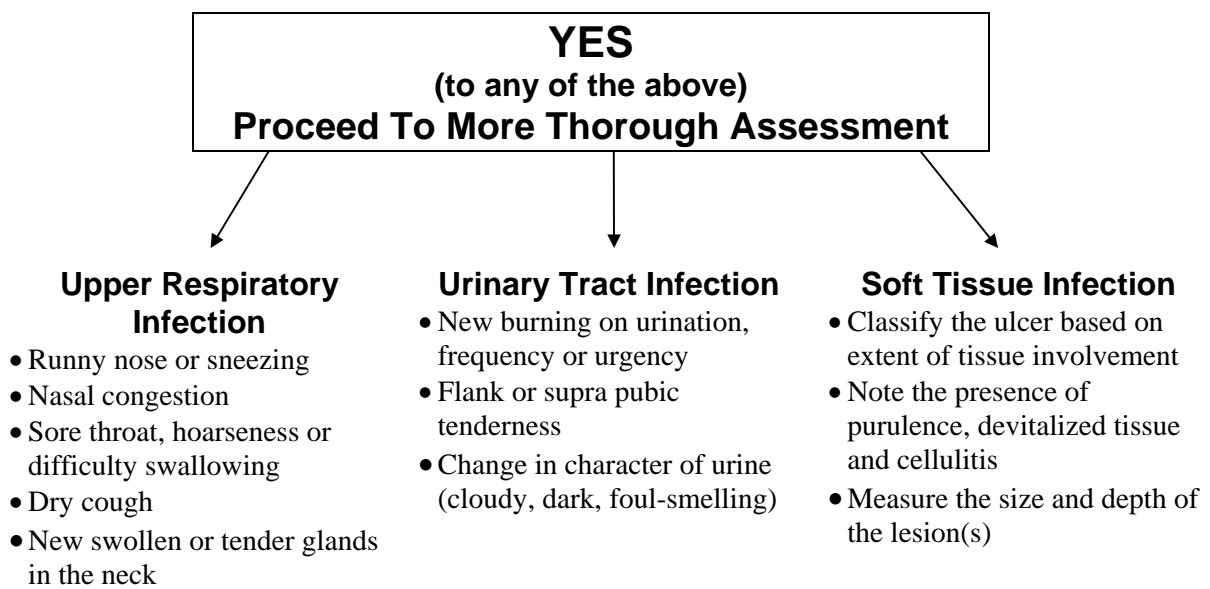 YES
(to any of the above)
Proceed To More Thorough Assessment
Upper Respiratory
Infection
• Runny nose or sneezing
• Nasal congestion
• Sore throat, hoarseness or
difficulty swallowing
• Dry cough
• New swollen or tender glands
in the neck
Urinary Tract Infection
• New burning on urination,
frequency or urgency
• Flank or supra pubic
tenderness
• Change in character of urine
(cloudy, dark, foul-smelling)
Soft Tissue Infection
• Classify the ulcer based on
extent of tissue involvement
• Note the presence of
purulence, devitalized tissue
and cellulitis
• Measure the size and depth of
the lesion(s)